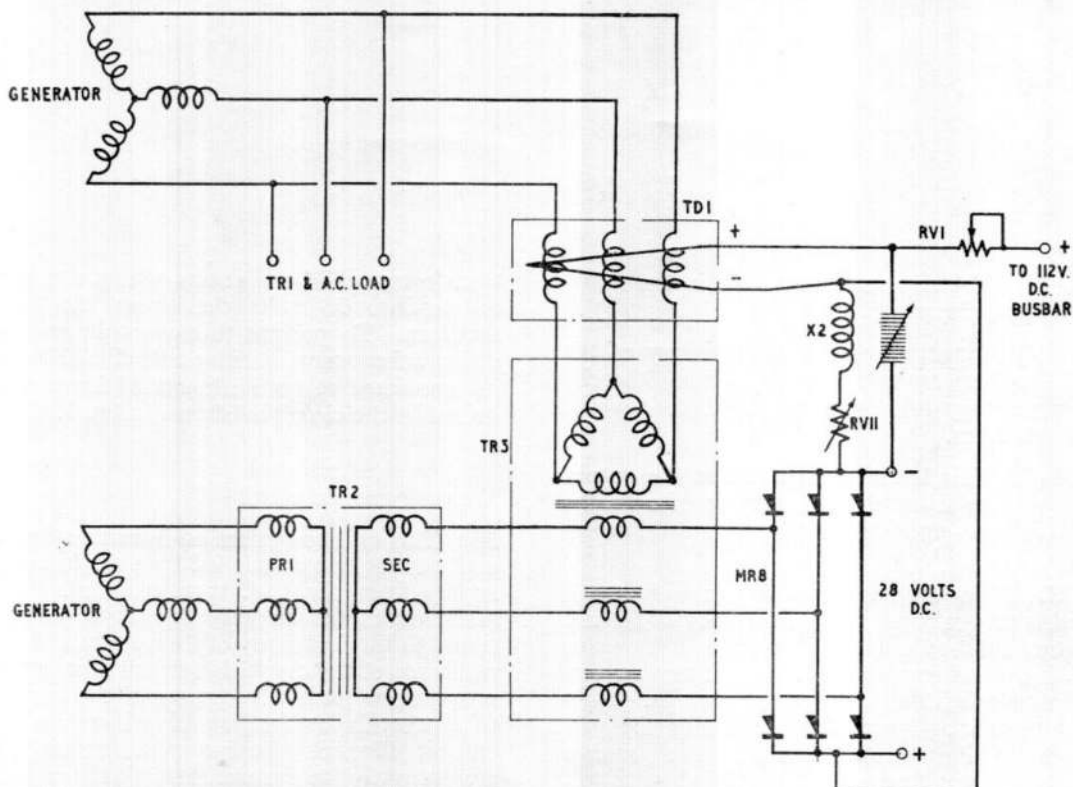 GENERATOR
TD1
+
RV1
+
TO 112V.
D.C.
BUSBAR
-
TR1 & A.C. LOAD
X2
RV11
TR3
-
TR2
PRI
SEC
MR8
28 VOLTS
D.C.
GENERATOR
+